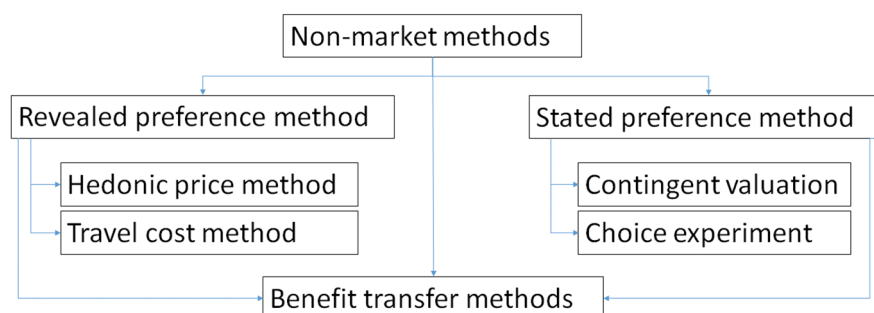 Non-market methods
Revealed preference method
Stated preference method
Hedonic price method
Contingent valuation
Travel cost method
Choice experiment
Benefit transfer methods